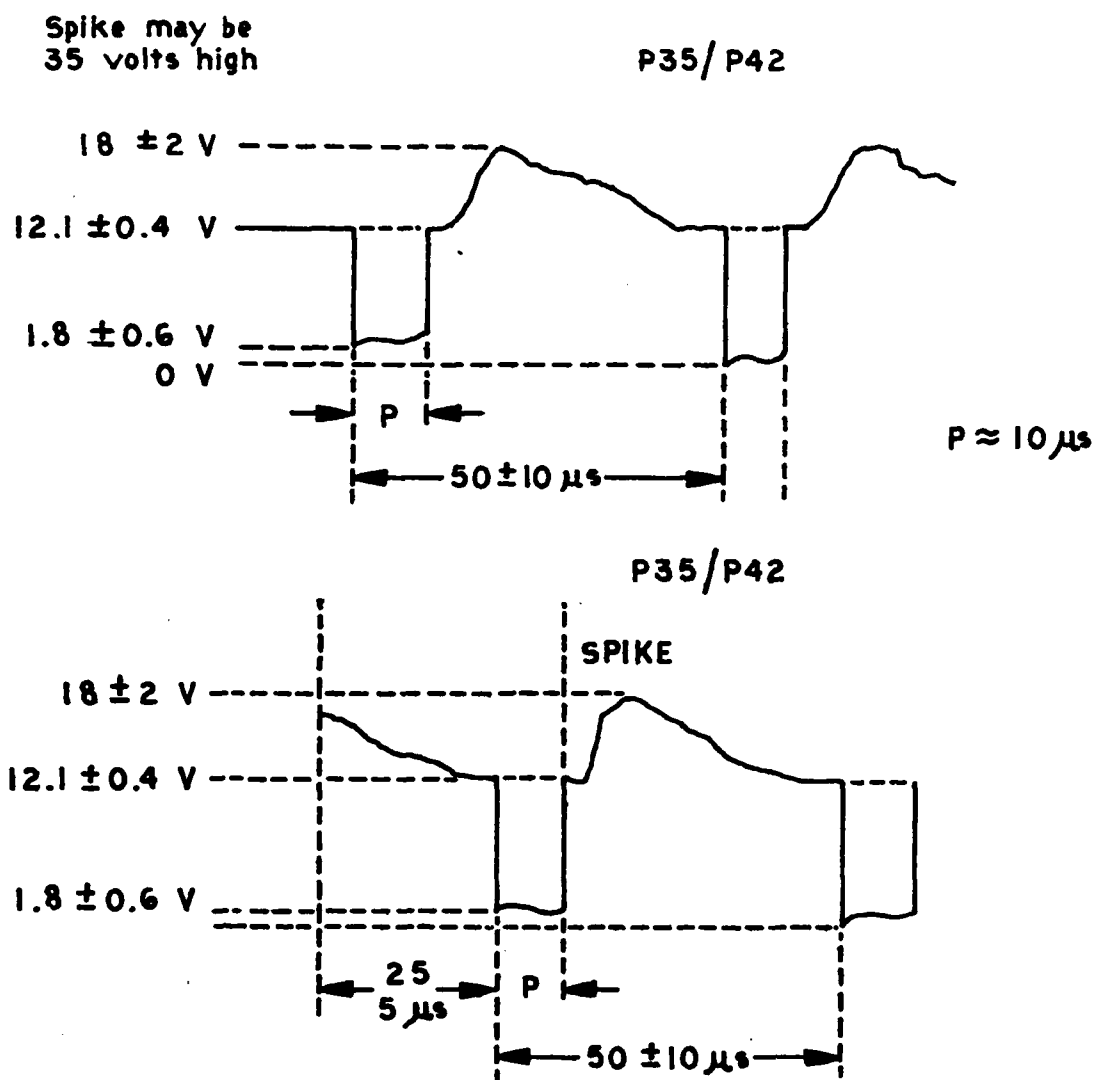 Spike may be
35 volts high
P35/P42
18 ±2 V
12.1 ±0.4 V
1.8 ±0.6 V
0 V
P
50±10 µs
P ≈ 10 µs
P35/P42
SPIKE
18 ±2 V
12.1 ±0.4 V
1.8 ±0.6 V
25
5 µs
P
50 ±10 µs